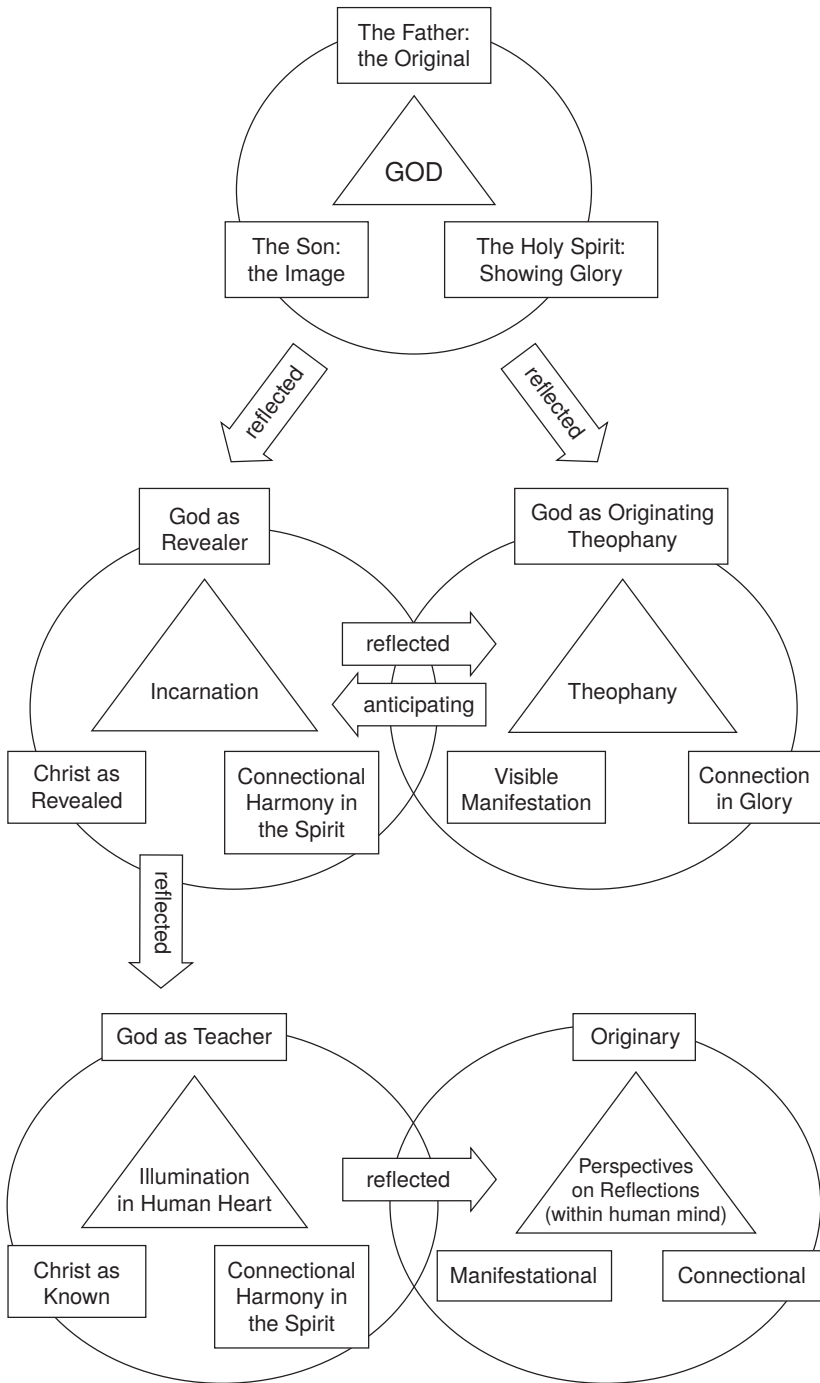 The Father:
the Original
GOD
The Son:
the Image
The Holy Spirit:
Showing Glory
reflected
reflected
God as
Revealer
God as Originating
Theophany
reflected
Incarnation
anticipating
Theophany
Christ as
Revealed
Connectional
Harmony in
the Spirit
Visible
Manifestation
Connection
in Glory
reflected
God as Teacher
Originary
Illumination
in Human Heart
reflected
Perspectives
on Reflections
(within human mind)
Christ as
Known
Connectional
Harmony in
the Spirit
Manifestational
Connectional